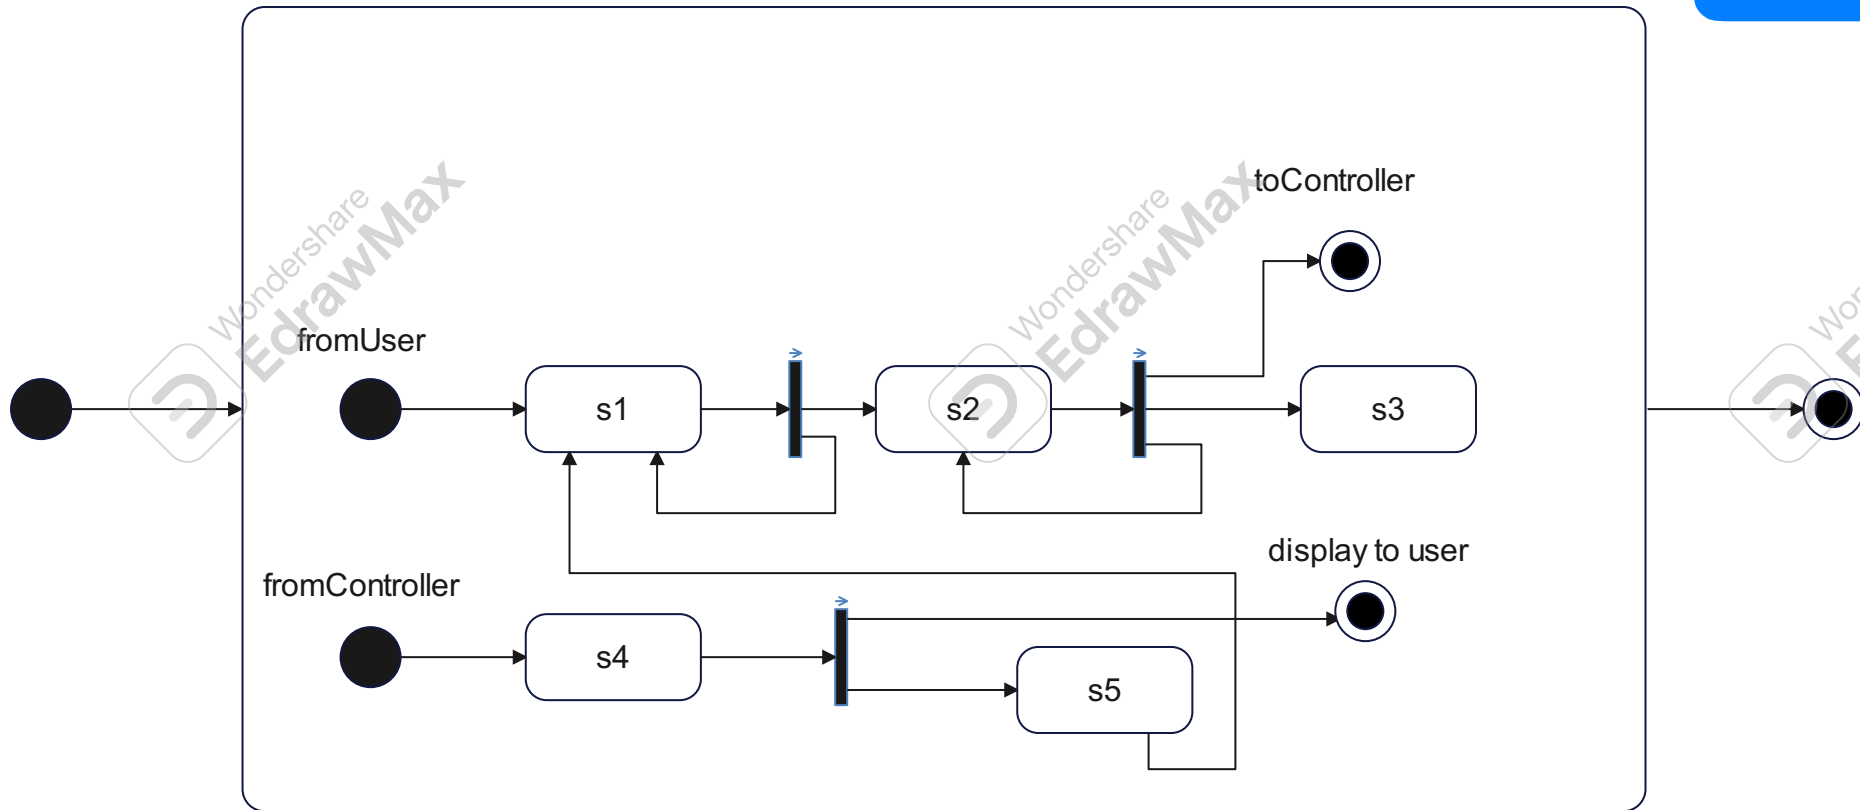 toController
Wondershare
EdrawMax
Wondershare
EdrawMax
fromUser
s1
s2
s3
display to user
fromController
s4
s5